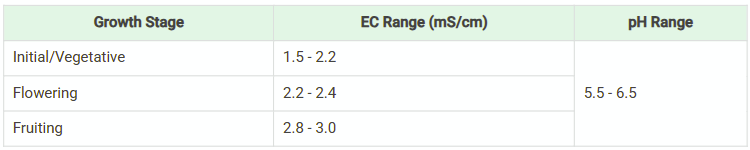 Growth Stage EC Range (mS/cm) pH Range
Initial/Vegetative 1.5 - 2.2
Flowering 2.2 - 2.4 5.5 - 6.5
Fruiting 2.8 - 3.0